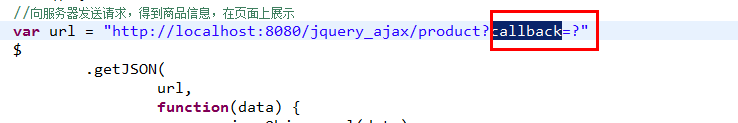 //向服务器发送请求，得到商品信息，在页面上展示
var url = "http://localhost:8080/jquery_ajax/product?callback=?"
$
.getJSON(
url,
function(data) {